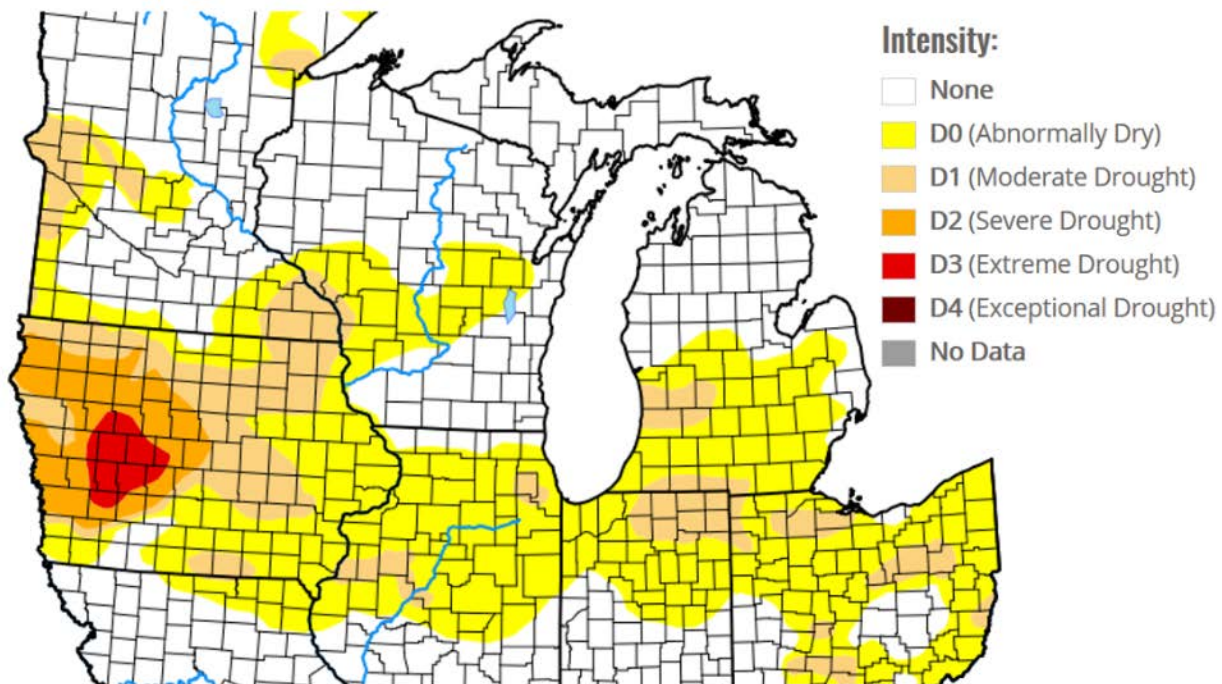 Intensity:
None
D0 (Abnormally Dry)
D1 (Moderate Drought)
D2 (Severe Drought)
D3 (Extreme Drought)
D4 (Exceptional Drought)
No Data